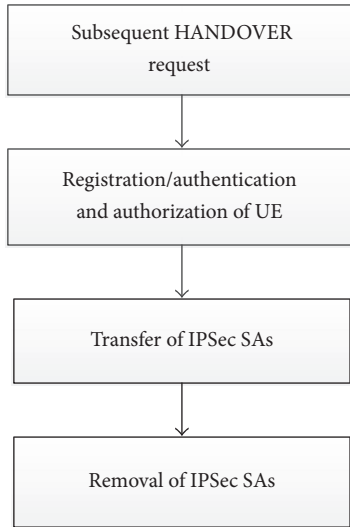 Subsequent HANDOVER
request
Registration/authentication
and authorization of UE
Transfer of IPSec SAs
Removal of IPSec SAs